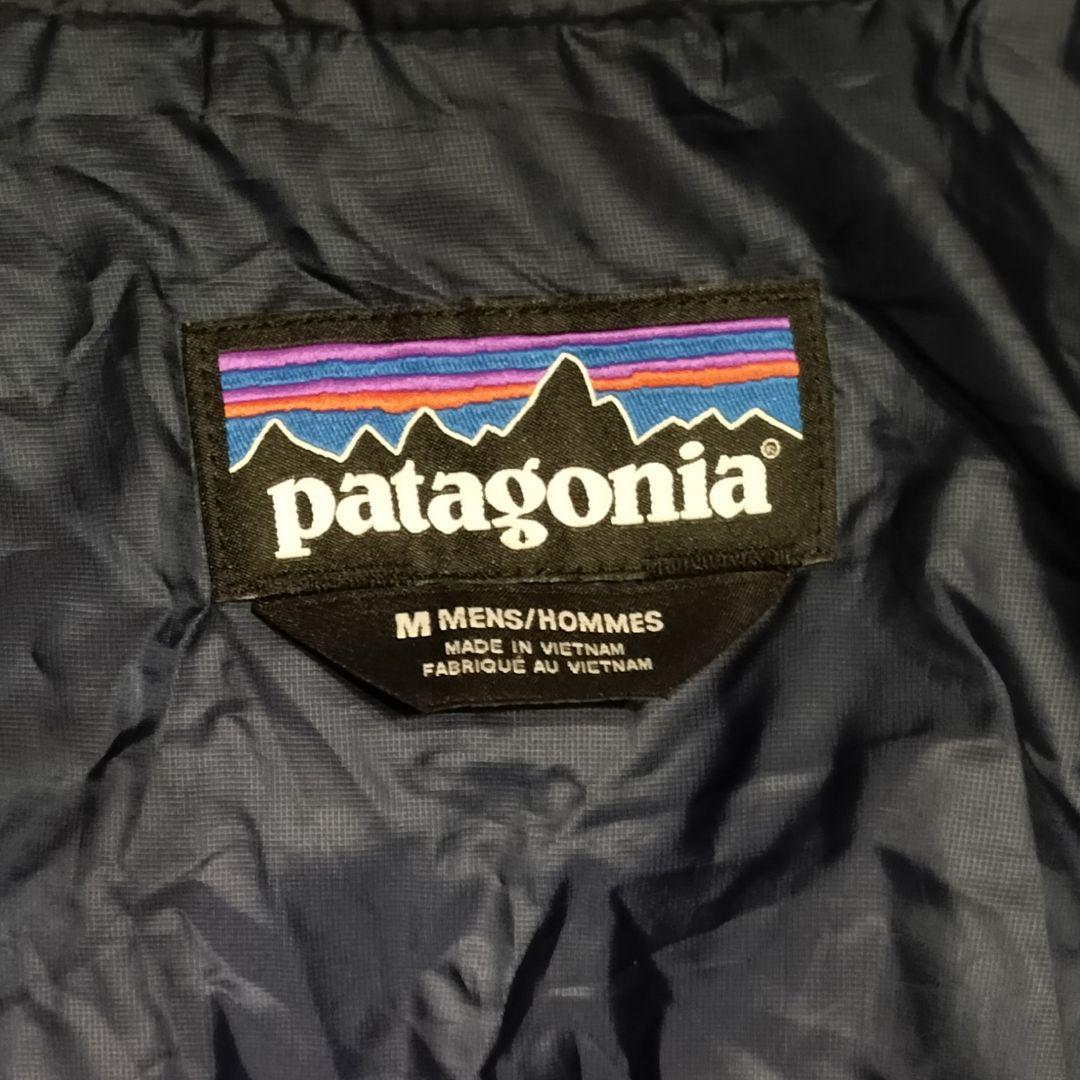 patagonia®
M MENS/HOMMES
MADE IN VIETNAM
FABRIQUÉ AU VIETNAM